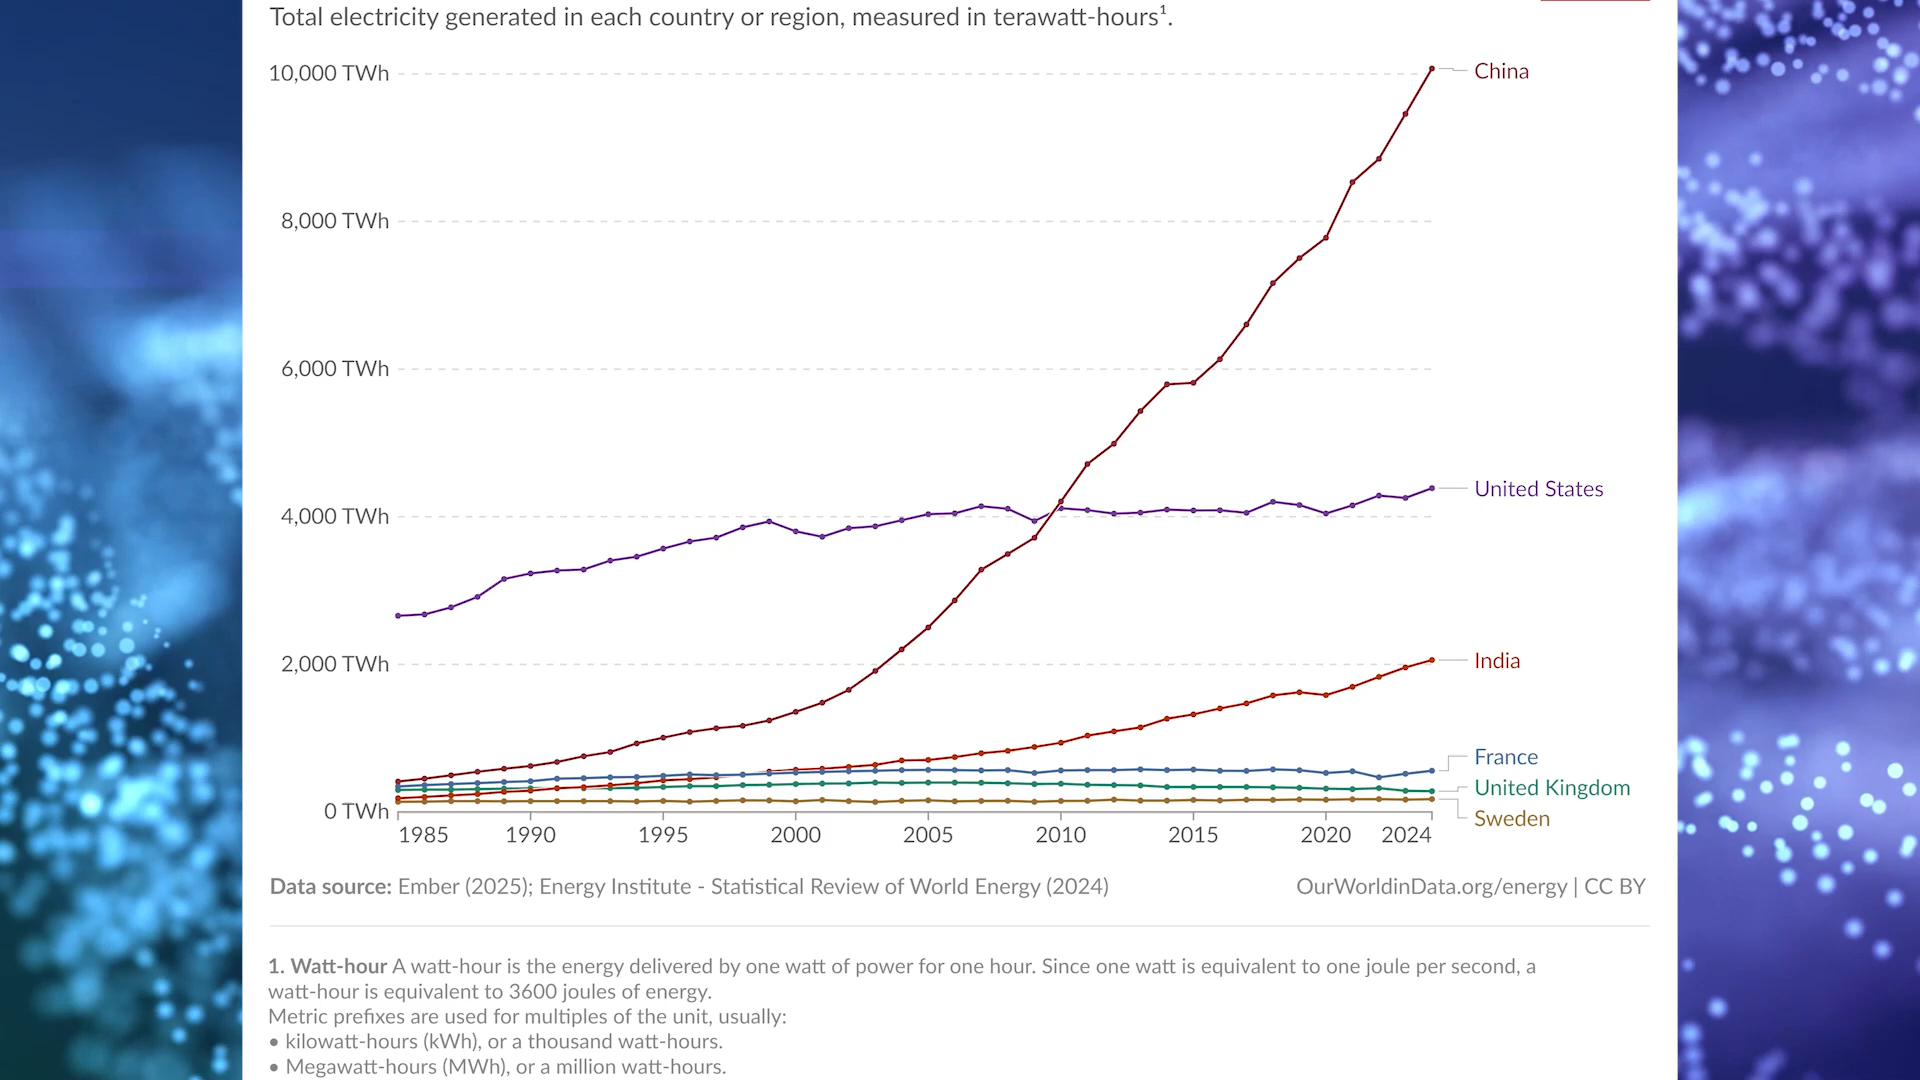 Total electricity generated in each country or region, measured in terawatt-hours¹.
10,000 TWh
China
8,000 TWh
6,000 TWh
United States
4,000 TWh
2,000 TWh
India
France
United Kingdom
0 TWh
Sweden
1985 1990 1995 2000 2005 2010 2015 2020 2024
Data source: Ember (2025); Energy Institute - Statistical Review of World Energy (2024)
OurWorldinData.org/energy | CC BY
1. Watt-hour A watt-hour is the energy delivered by one watt of power for one hour. Since one watt is equivalent to one joule per second, a
watt-hour is equivalent to 3600 joules of energy.
Metric prefixes are used for multiples of the unit, usually:
• kilowatt-hours (kWh), or a thousand watt-hours.
• Megawatt-hours (MWh), or a million watt-hours.